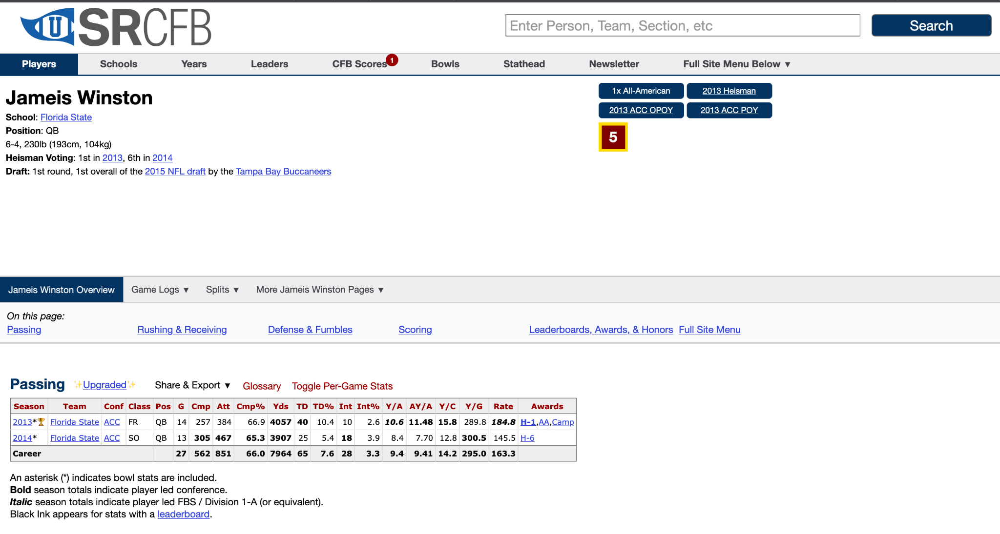 U SRCFB
Enter Person, Team, Section, etc
Search
Players Schools Years Leaders CFB Scores 1 Bowls Stathead Newsletter Full Site Menu Below ▼
Jameis Winston
School: Florida State
Position: QB
6-4, 230lb (193cm, 104kg)
Heisman Voting: 1st in 2013, 6th in 2014
Draft: 1st round, 1st overall of the 2015 NFL draft by the Tampa Bay Buccaneers
1x All-American 2013 Heisman
2013 ACC OPOY 2013 ACC POY
5
Jameis Winston Overview Game Logs ▼ Splits ▼ More Jameis Winston Pages ▼
On this page:
Passing Rushing & Receiving Defense & Fumbles Scoring Leaderboards, Awards, & Honors Full Site Menu
Passing ✨Upgraded✨ Share & Export ▼ Glossary Toggle Per-Game Stats
Season Team Conf Class Pos G Cmp Att Cmp% Yds TD TD% Int Int% Y/A AY/A Y/C Y/G Rate Awards
2013*🏆 Florida State ACC FR QB 14 257 384 66.9 4057 40 10.4 10 2.6 10.6 11.48 15.8 289.8 184.8 H-1,AA,Camp
2014* Florida State ACC SO QB 13 305 467 65.3 3907 25 5.4 18 3.9 8.4 7.70 12.8 300.5 145.5 H-6
Career 27 562 851 66.0 7964 65 7.6 28 3.3 9.4 9.41 14.2 295.0 163.3
An asterisk (*) indicates bowl stats are included.
Bold season totals indicate player led conference.
Italic season totals indicate player led FBS / Division 1-A (or equivalent).
Black Ink appears for stats with a leaderboard.